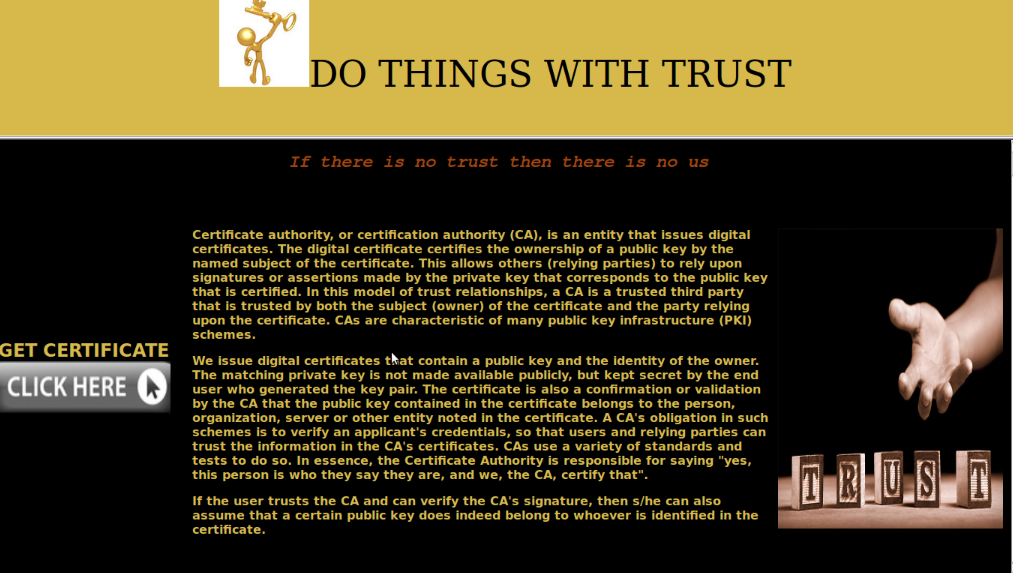 DO THINGS WITH TRUST
If there is no trust then there is no us
Certificate authority, or certification authority (CA), is an entity that issues digital
certificates. The digital certificate certifies the ownership of a public key by the
named subject of the certificate. This allows others (relying parties) to rely upon
signatures or assertions made by the private key that corresponds to the public key
that is certified. In this model of trust relationships, a CA is a trusted third party
that is trusted by both the subject (owner) of the certificate and the party relying
upon the certificate. CAs are characteristic of many public key infrastructure (PKI)
schemes.
GET CERTIFICATE
CLICK HERE
We issue digital certificates that contain a public key and the identity of the owner.
The matching private key is not made available publicly, but kept secret by the end
user who generated the key pair. The certificate is also a confirmation or validation
by the CA that the public key contained in the certificate belongs to the person,
organization, server or other entity noted in the certificate. A CA's obligation in such
schemes is to verify an applicant's credentials, so that users and relying parties can
trust the information in the CA's certificates. CAs use a variety of standards and
tests to do so. In essence, the Certificate Authority is responsible for saying "yes,
this person is who they say they are, and we, the CA, certify that".
If the user trusts the CA and can verify the CA's signature, then s/he can also
assume that a certain public key does indeed belong to whoever is identified in the
certificate.
TRUST